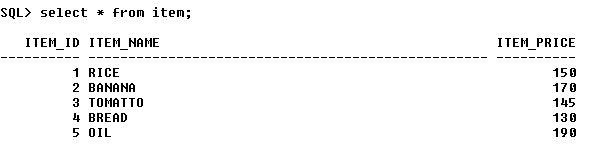 SQL> select * from item;
ITEM_ID ITEM_NAME ITEM_PRICE
---------- -------------------------------------------------- ----------
1 RICE 150
2 BANANA 170
3 TOMATTO 145
4 BREAD 130
5 OIL 190